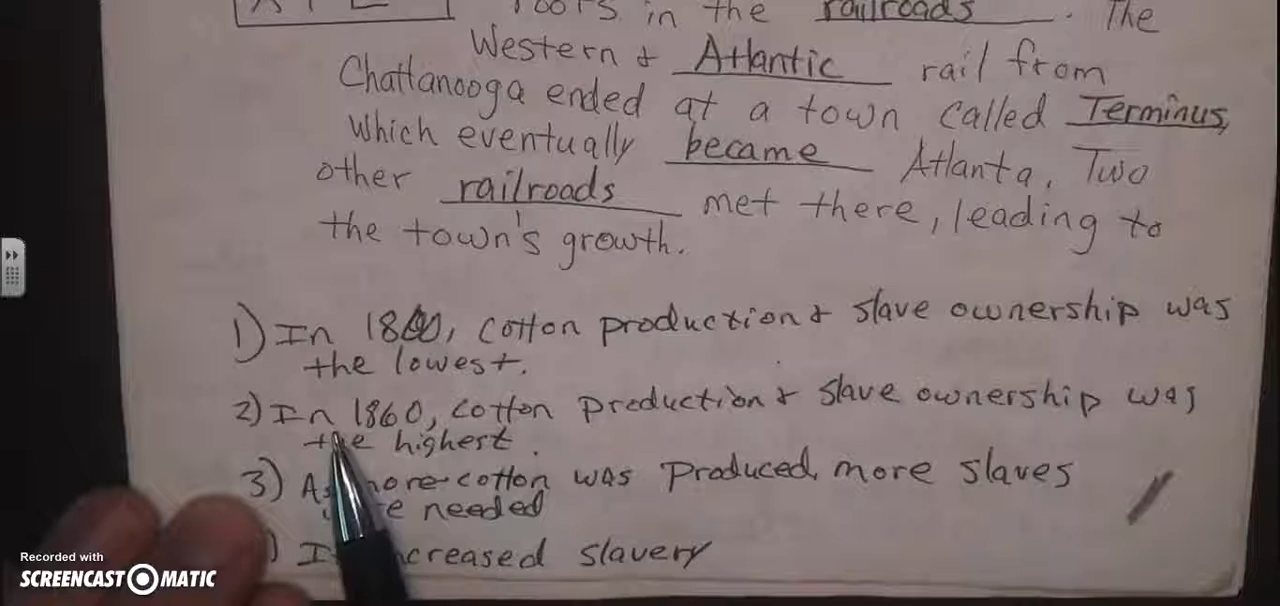 roots in the railroads. The
Western & Atlantic rail from
Chattanooga ended at a town called Terminus,
which eventually became Atlanta. Two
other railroads met there, leading to
the town's growth.
1) In 1800, cotton production & slave ownership was
the lowest.
2) In 1860, cotton production & slave ownership was
the highest.
3) As more cotton was produced, more slaves
needed
increased slavery
Recorded with
SCREENCAST-O-MATIC